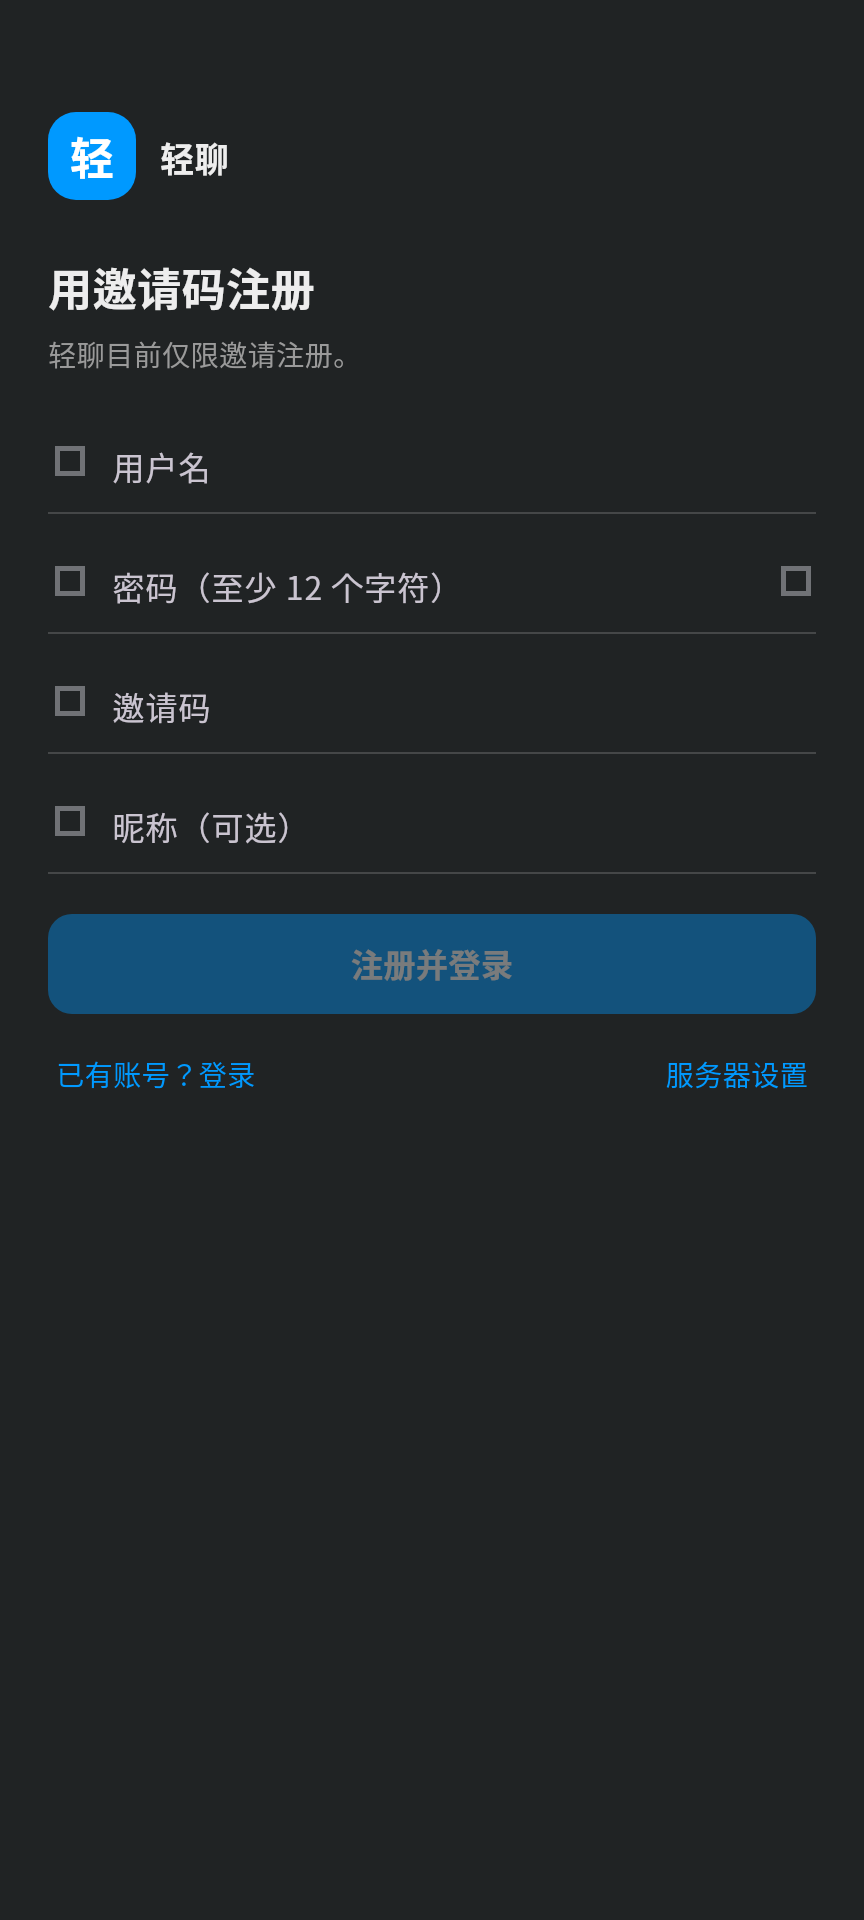 轻
轻聊
用邀请码注册
轻聊目前仅限邀请注册。
用户名
密码（至少 12 个字符）
邀请码
昵称（可选）
注册并登录
已有账号？登录
服务器设置